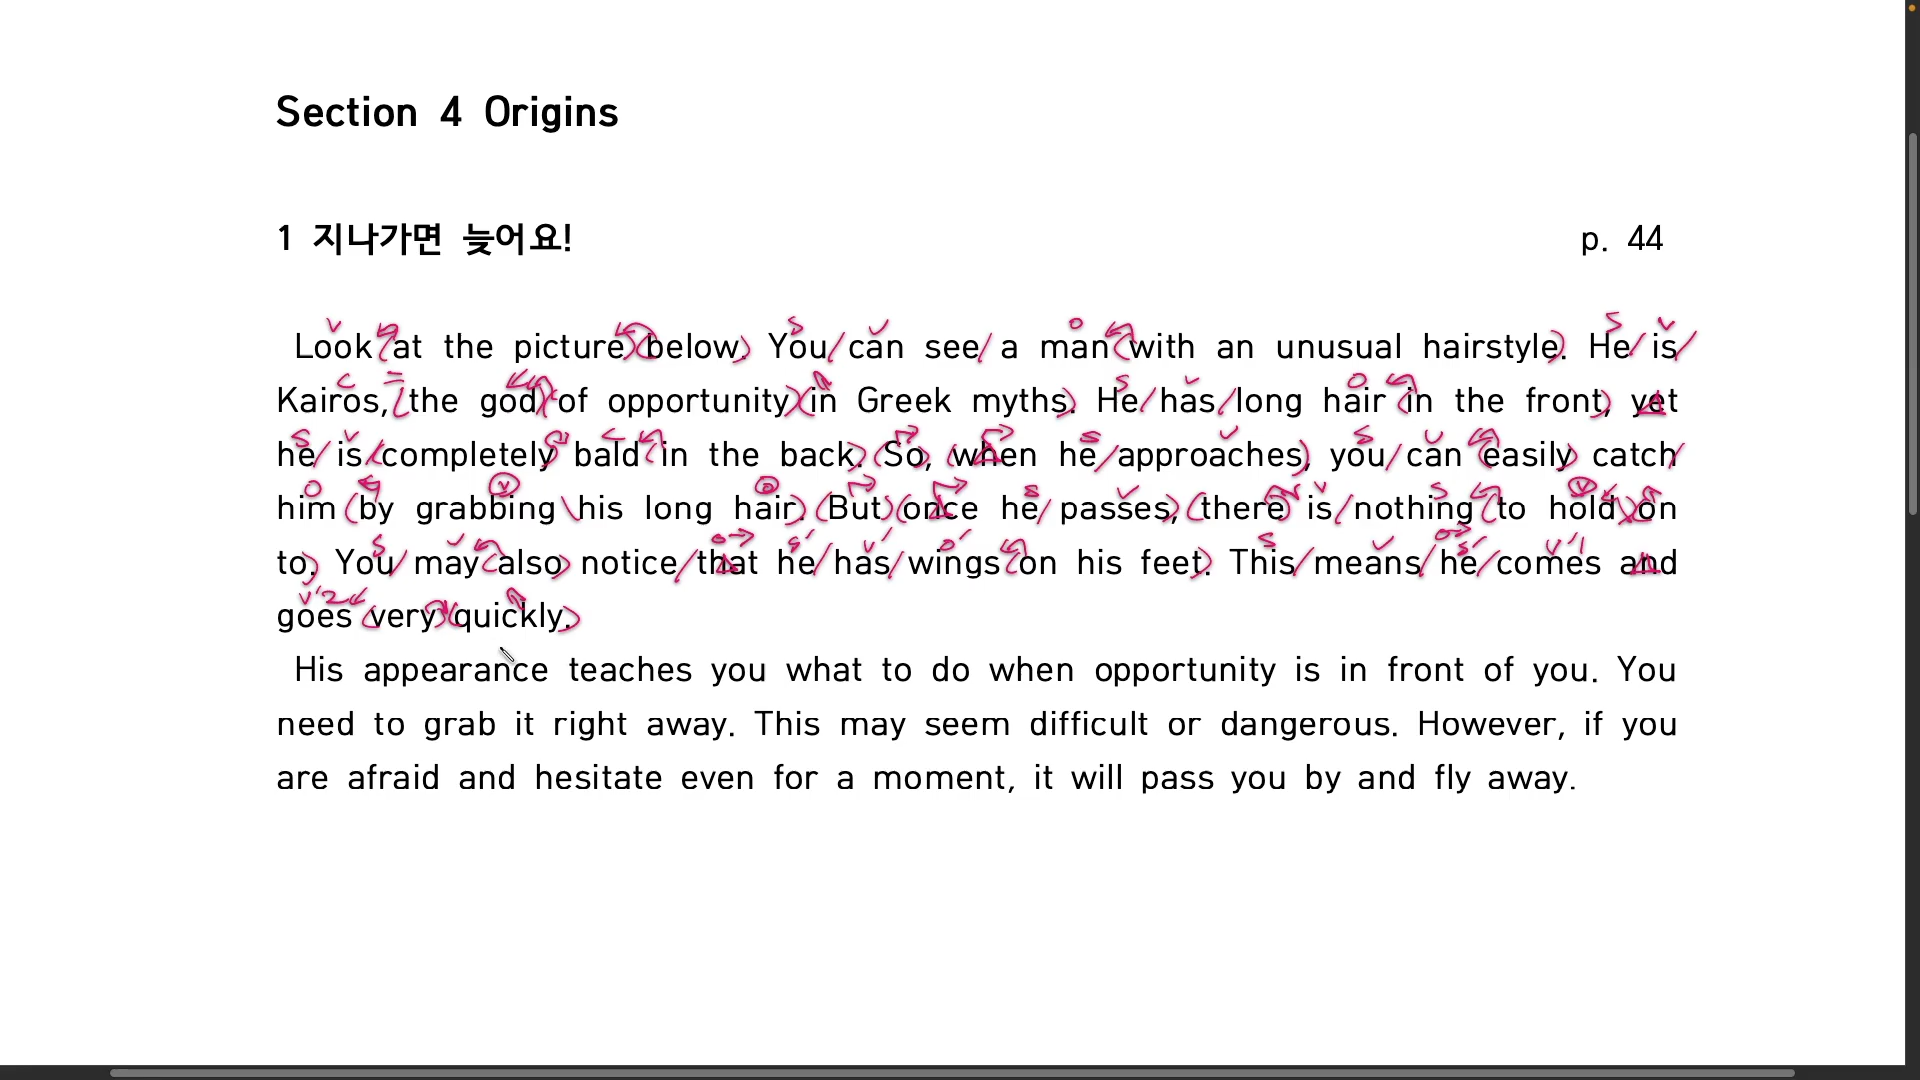 Section 4 Origins
1 지나가면 늦어요! p. 44
Look at the picture below. You can see a man with an unusual hairstyle. He is
Kairos, the god of opportunity in Greek myths. He has long hair in the front, yet
he is completely bald in the back. So, when he approaches, you can easily catch
him by grabbing his long hair. But once he passes, there is nothing to hold on
to. You may also notice that he has wings on his feet. This means he comes and
goes very quickly.
His appearance teaches you what to do when opportunity is in front of you. You
need to grab it right away. This may seem difficult or dangerous. However, if you
are afraid and hesitate even for a moment, it will pass you by and fly away.